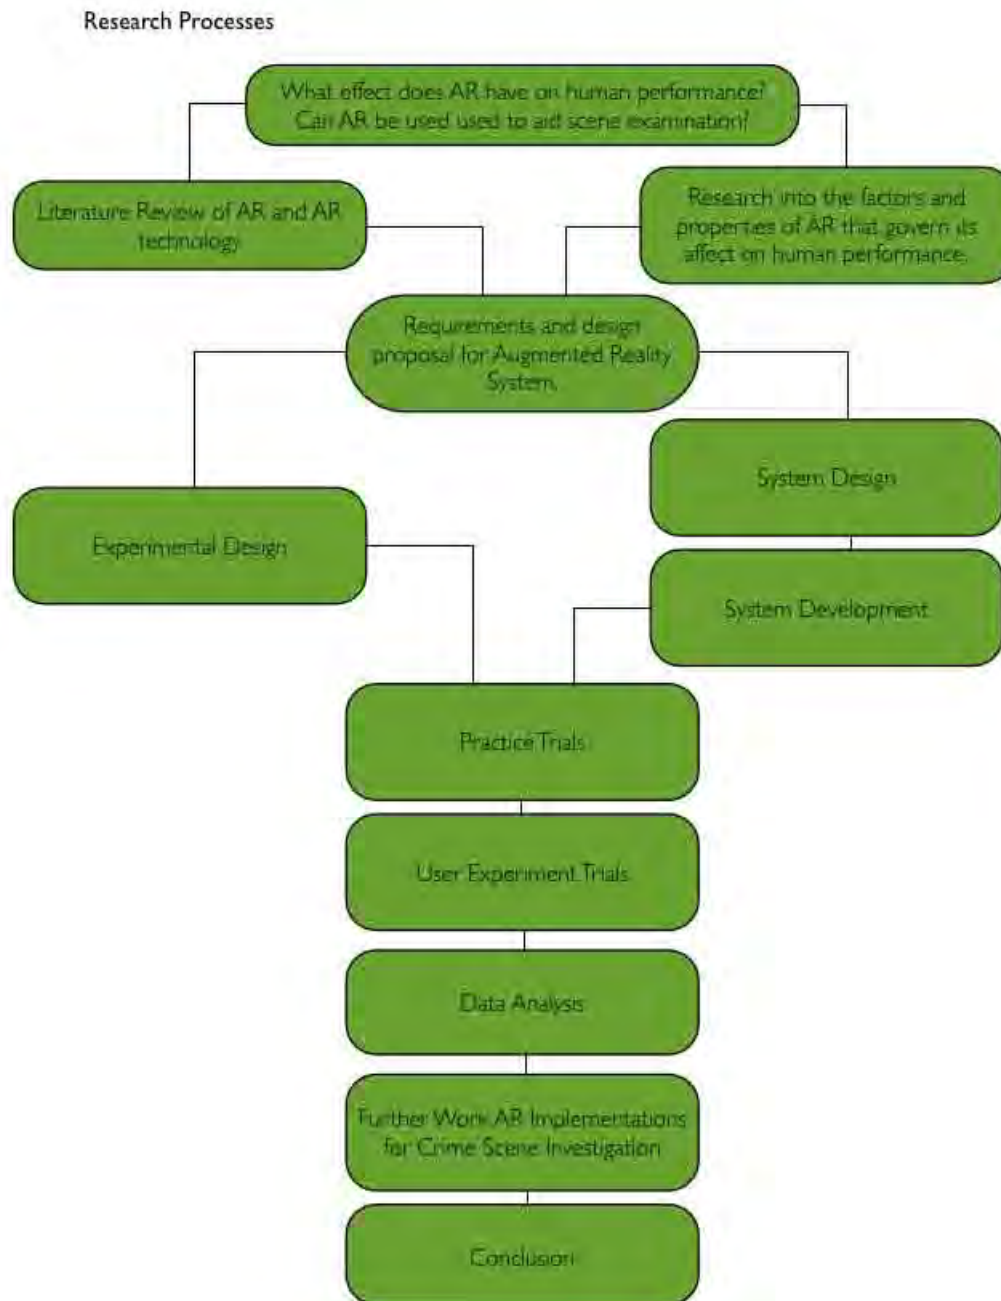 Research Processes
What effect does AR have on human performance?
Can AR be used used to aid scene examination?
Literature Review of AR and AR
technology
Research into the factors and
properties of AR that govern its
affect on human performance.
Requirements and design
proposal for Augmented Reality
System.
System Design
Experimental Design
System Development
Practice Trials
User Experiment Trials
Data Analysis
Further Work AR Implementations
for Crime Scene Investigation
Conclusion